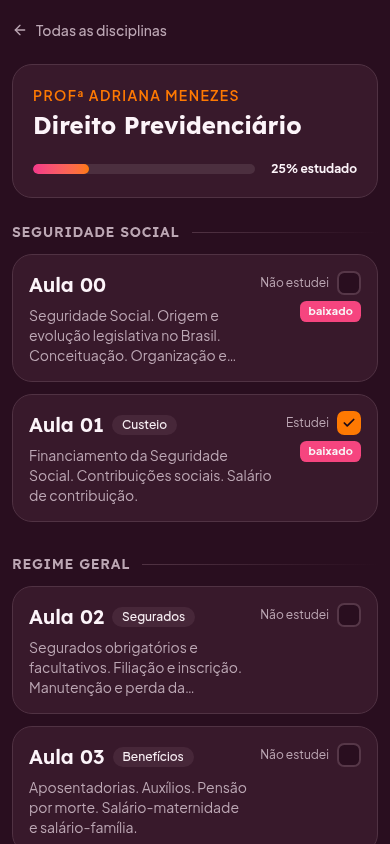 Todas as disciplinas
PROFª ADRIANA MENEZES
Direito Previdenciário
25% estudado
SEGURIDADE SOCIAL
Aula 00
Não estudei
baixado
Seguridade Social. Origem e
evolução legislativa no Brasil.
Conceituação. Organização e…
Aula 01
Custeio
Estudei
baixado
Financiamento da Seguridade
Social. Contribuições sociais. Salário
de contribuição.
REGIME GERAL
Aula 02
Segurados
Não estudei
Segurados obrigatórios e
facultativos. Filiação e inscrição.
Manutenção e perda da…
Aula 03
Benefícios
Não estudei
Aposentadorias. Auxílios. Pensão
por morte. Salário-maternidade
e salário-família.